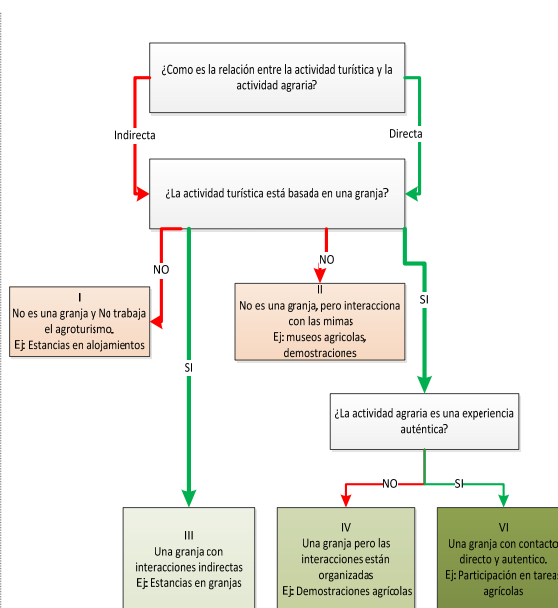 ¿Como es la relación entre la actividad turística y la
actividad agraria?
Indirecta
Directa
¿La actividad turística está basada en una granja?
NO
NO
I
No es una granja y No trabaja
el agroturismo.
Ej: Estancias en alojamientos
II
No es una granja, pero interacciona
con las mimas
Ej: museos agricolas,
demostraciones
SI
SI
¿La actividad agraria es una experiencia
auténtica?
NO
SI
III
Una granja con
interacciones indirectas
Ej: Estancias en granjas
IV
Una granja pero las
interacciones están
organizadas
Ej: Demostraciones agrícolas
VI
Una granja con contacto
directo y autentico.
Ej: Participación en tareas
agrícolas